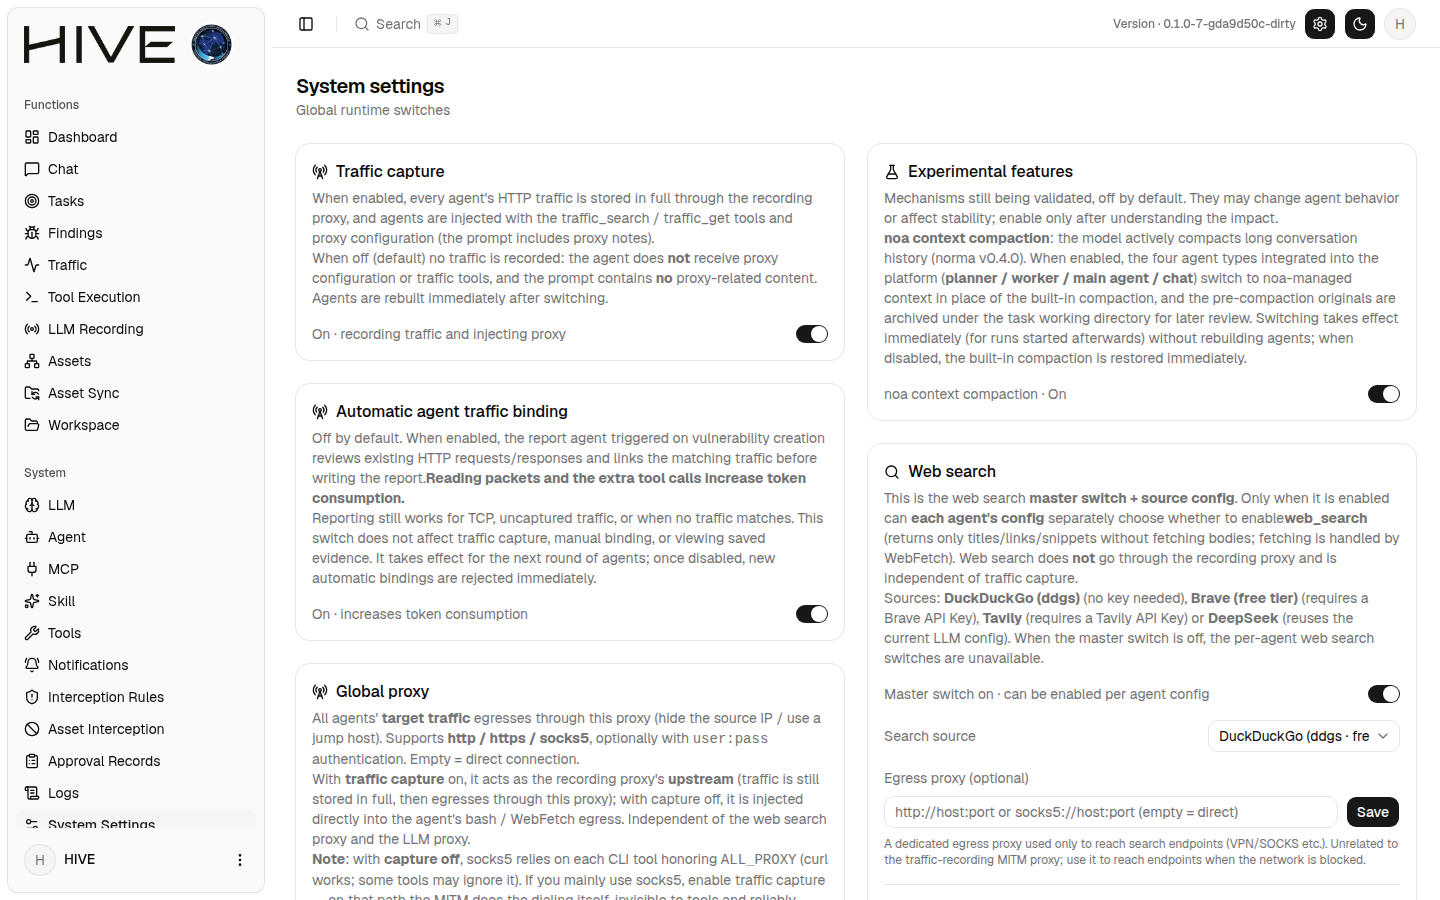 HIVE
Functions
Dashboard
Chat
Tasks
Findings
Traffic
Tool Execution
LLM Recording
Assets
Asset Sync
Workspace
System
LLM
Agent
MCP
Skill
Tools
Notifications
Interception Rules
Asset Interception
Approval Records
Logs
System Settings
H HIVE
Search ⌘ J
Version · 0.1.0-7-gda9d50c-dirty
H
System settings
Global runtime switches
Traffic capture
When enabled, every agent's HTTP traffic is stored in full through the recording
proxy, and agents are injected with the traffic_search / traffic_get tools and
proxy configuration (the prompt includes proxy notes).
When off (default) no traffic is recorded: the agent does not receive proxy
configuration or traffic tools, and the prompt contains no proxy-related content.
Agents are rebuilt immediately after switching.
On · recording traffic and injecting proxy
Automatic agent traffic binding
Off by default. When enabled, the report agent triggered on vulnerability creation
reviews existing HTTP requests/responses and links the matching traffic before
writing the report.Reading packets and the extra tool calls increase token
consumption.
Reporting still works for TCP, uncaptured traffic, or when no traffic matches. This
switch does not affect traffic capture, manual binding, or viewing saved
evidence. It takes effect for the next round of agents; once disabled, new
automatic bindings are rejected immediately.
On · increases token consumption
Global proxy
All agents' target traffic egresses through this proxy (hide the source IP / use a
jump host). Supports http / https / socks5, optionally with user:pass
authentication. Empty = direct connection.
With traffic capture on, it acts as the recording proxy's upstream (traffic is still
stored in full, then egresses through this proxy); with capture off, it is injected
directly into the agent's bash / WebFetch egress. Independent of the web search
proxy and the LLM proxy.
Note: with capture off, socks5 relies on each CLI tool honoring ALL_PROXY (curl
works; some tools may ignore it). If you mainly use socks5, enable traffic capture
— on that path the MITM does the dialing itself, invisible to tools and reliably
Experimental features
Mechanisms still being validated, off by default. They may change agent behavior
or affect stability; enable only after understanding the impact.
noa context compaction: the model actively compacts long conversation
history (norma v0.4.0). When enabled, the four agent types integrated into the
platform (planner / worker / main agent / chat) switch to noa-managed
context in place of the built-in compaction, and the pre-compaction originals are
archived under the task working directory for later review. Switching takes effect
immediately (for runs started afterwards) without rebuilding agents; when
disabled, the built-in compaction is restored immediately.
noa context compaction · On
Web search
This is the web search master switch + source config. Only when it is enabled
can each agent's config separately choose whether to enableweb_search
(returns only titles/links/snippets without fetching bodies; fetching is handled by
WebFetch). Web search does not go through the recording proxy and is
independent of traffic capture.
Sources: DuckDuckGo (ddgs) (no key needed), Brave (free tier) (requires a
Brave API Key), Tavily (requires a Tavily API Key) or DeepSeek (reuses the
current LLM config). When the master switch is off, the per-agent web search
switches are unavailable.
Master switch on · can be enabled per agent config
Search source
DuckDuckGo (ddgs · fre
Egress proxy (optional)
http://host:port or socks5://host:port (empty = direct)
Save
A dedicated egress proxy used only to reach search endpoints (VPN/SOCKS etc.). Unrelated to
the traffic-recording MITM proxy; use it to reach endpoints when the network is blocked.